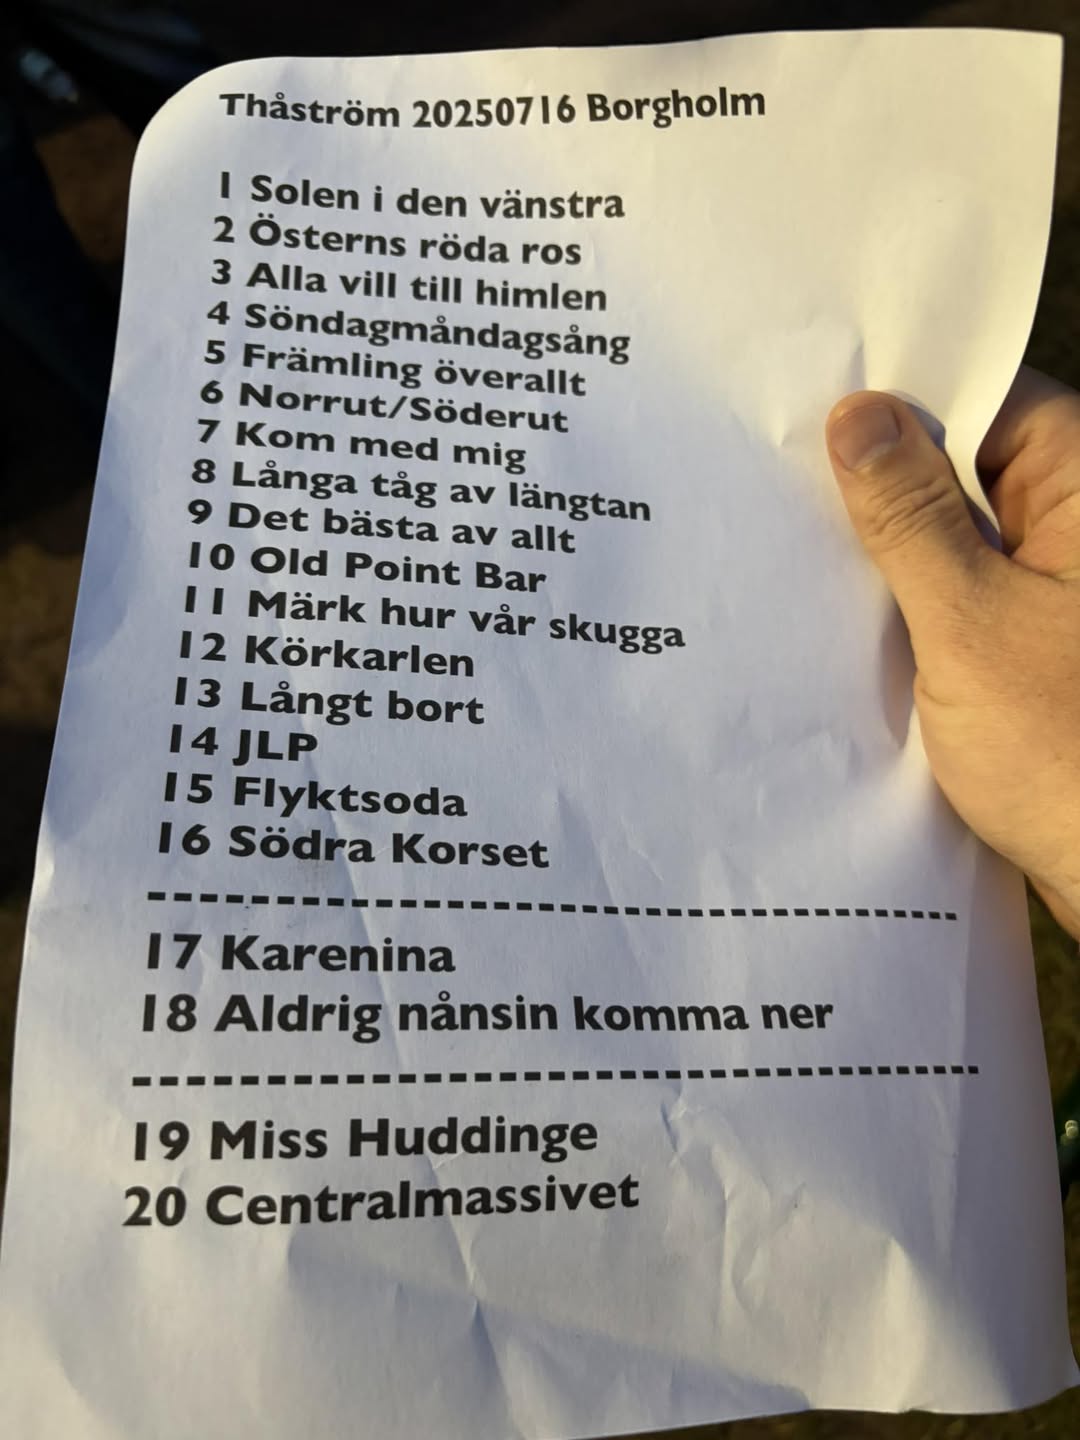 Thåström 20250716 Borgholm
1 Solen i den vänstra
2 Österns röda ros
3 Alla vill till himlen
4 Söndagmåndagsång
5 Främling överallt
6 Norrut/Söderut
7 Kom med mig
8 Långa tåg av längtan
9 Det bästa av allt
10 Old Point Bar
11 Märk hur vår skugga
12 Körkarlen
13 Långt bort
14 JLP
15 Flyktsoda
16 Södra Korset
--------------------------------
17 Karenina
18 Aldrig nånsin komma ner
--------------------------------
19 Miss Huddinge
20 Centralmassivet